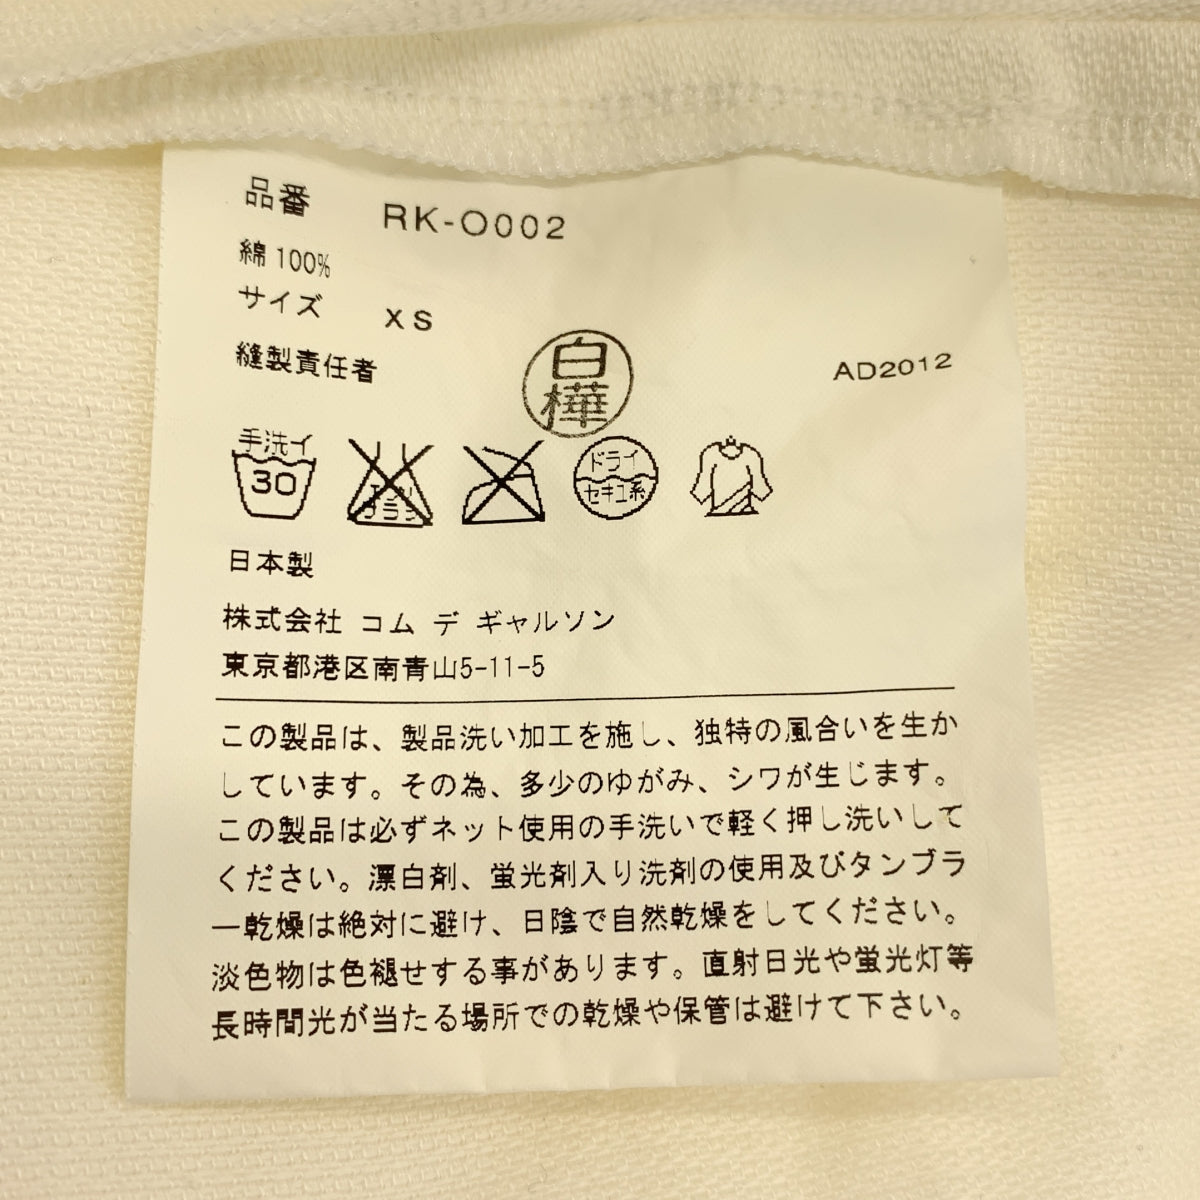 品番 RK-O002
綿 100%
サイズ XS
縫製責任者 白樺 AD2012
手洗イ 30 エンソ サラシ ドライ セキユ系
日本製
株式会社 コム デ ギャルソン
東京都港区南青山5-11-5
この製品は、製品洗い加工を施し、独特の風合いを生か
しています。その為、多少のゆがみ、シワが生じます。
この製品は必ずネット使用の手洗いで軽く押し洗いして
ください。漂白剤、蛍光剤入り洗剤の使用及びタンブラ
ー乾燥は絶対に避け、日陰で自然乾燥をしてください。
淡色物は色褪せする事があります。直射日光や蛍光灯等
長時間光が当たる場所での乾燥や保管は避けて下さい。